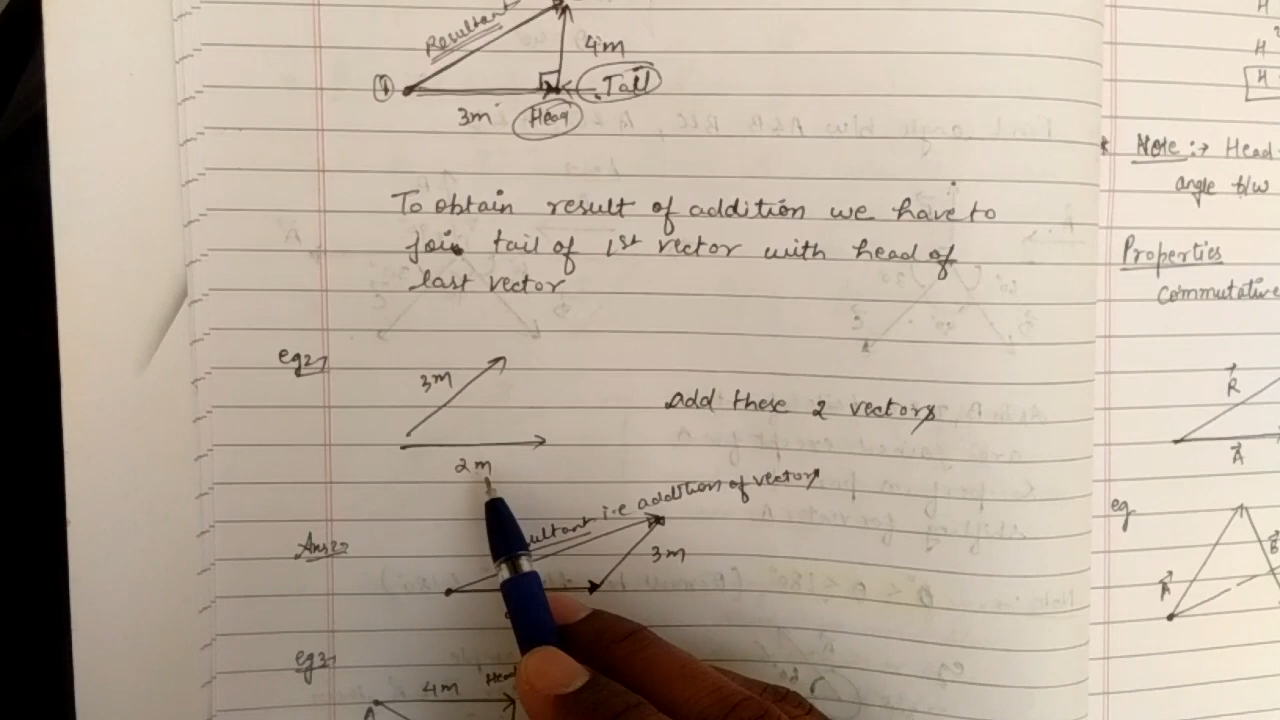 Resultant
4m
Tail
3m
Head
To obtain result of addition we have to
join tail of 1st vector with head of
last vector
eg2
3m
add these 2 vectors
2m
Ans2
i.e addition of vector
3m
eg3
4m
Head
A
H
H
H
* Note :→ Head
angle b/w
Properties
Commutative
R
A
eg
A
B